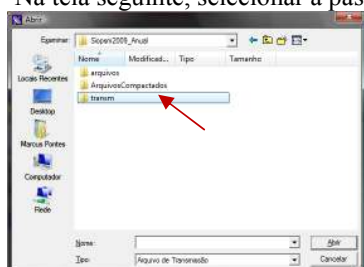 Na tela seguinte, selecionar a pas
Abrir
Examinar: Siopen2008_Anual
Nome Modificad... Tipo Tamanho
arquivos
ArquivosCompactados
transm
Locais Recentes
Desktop
Marcus Pontes
Computador
Rede
Nome: Abrir
Tipo: Arquivo de Transmissão Cancelar